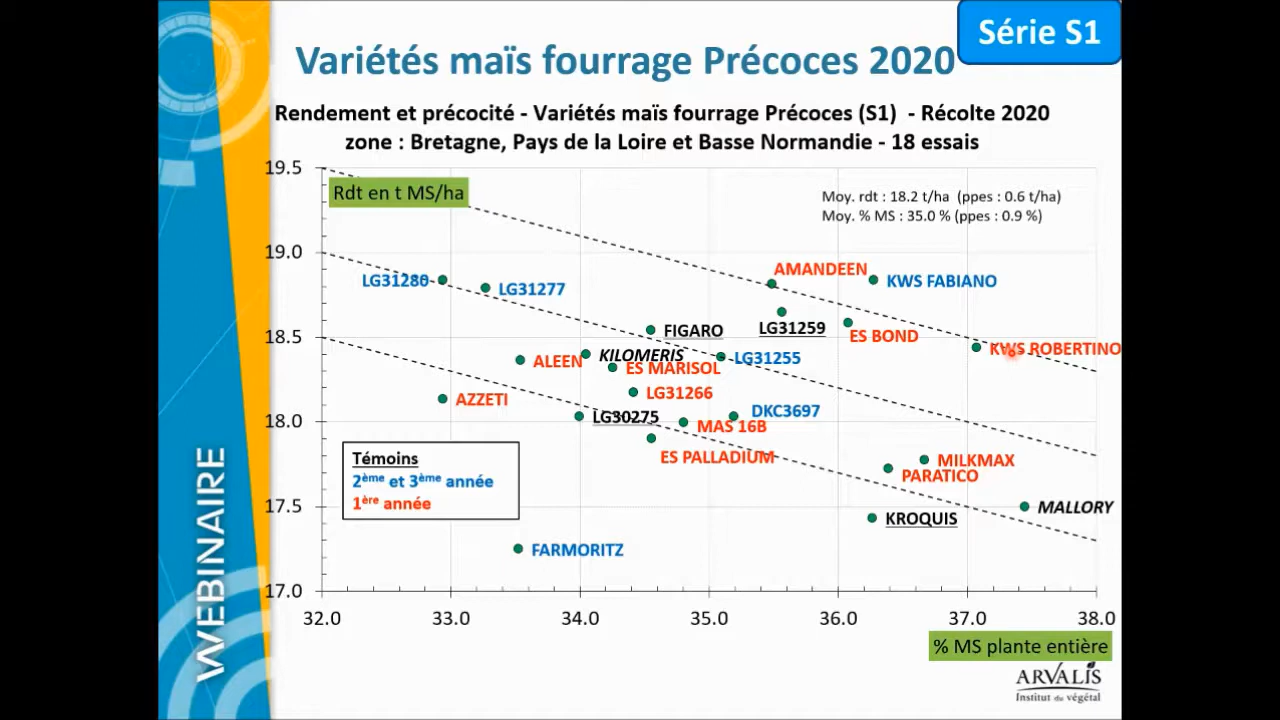 Série S1
Variétés maïs fourrage Précoces 2020
Rendement et précocité - Variétés maïs fourrage Précoces (S1) - Récolte 2020
zone : Bretagne, Pays de la Loire et Basse Normandie - 18 essais
19.5
Rdt en t MS/ha
Moy. rdt : 18.2 t/ha (ppes : 0.6 t/ha)
Moy. % MS : 35.0 % (ppes : 0.9 %)
19.0
AMANDEEN
LG31280
LG31277
KWS FABIANO
18.5
FIGARO
LG31259
ES BOND
KWS ROBERTINO
ALEEN
KILOMERIS
LG31255
ES MARISOL
AZZETI
LG31266
18.0
LG30275
DKC3697
MAS 16B
ES PALLADIUM
MILKMAX
PARATICO
Témoins
2ème et 3ème année
1ère année
17.5
MALLORY
KROQUIS
FARMORITZ
17.0
32.0 33.0 34.0 35.0 36.0 37.0 38.0
% MS plante entière
WEBINAIRE
ARVALIS
Institut du végétal